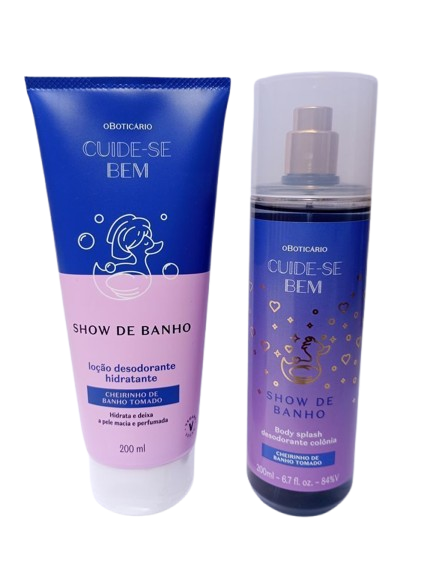 oBoticário
CUIDE-SE
BEM
SHOW DE BANHO
loção desodorante
hidratante
CHEIRINHO DE
BANHO TOMADO
Hidrata e deixa
a pele macia e perfumada
200 ml
oBoticário
CUIDE-SE
BEM
SHOW DE
BANHO
Body splash
desodorante colônia
CHEIRINHO DE
BANHO TOMADO
200ml – 6.7 fl. oz. – 84%V